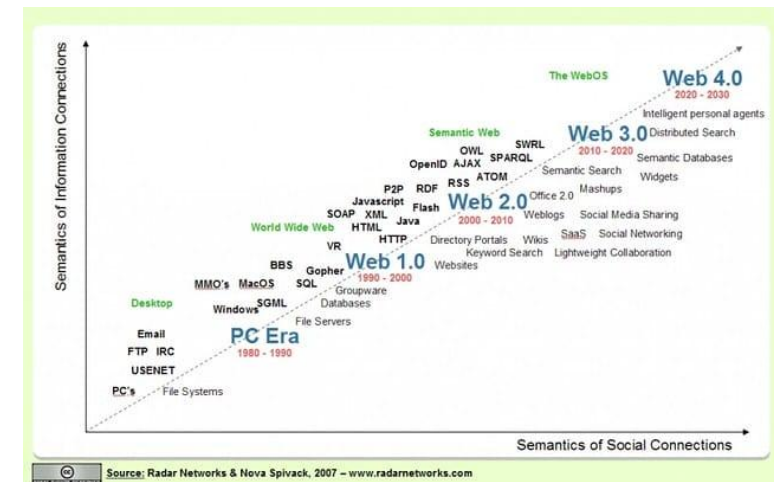 Semantics of Information Connections
The WebOS
Web 4.0
2020 - 2030
Intelligent personal agents
Semantic Web
SWRL
Web 3.0
Distributed Search
2010 - 2020
OWL
OpenID AJAX SPARQL
Semantic Databases
Semantic Search
Widgets
ATOM
RSS
P2P RDF
Mashups
Office 2.0
Javascript
Flash
Web 2.0
2000 - 2010
SOAP XML
Java
Weblogs Social Media Sharing
World Wide Web
HTML
HTTP
SaaS Social Networking
Directory Portals Wikis
VR
Keyword Search Lightweight Collaboration
Web 1.0
1990 - 2000
Websites
BBS
Gopher
MMO's MacOS SQL
Groupware
Desktop
Windows
SGML
Databases
File Servers
Email
PC Era
1980 - 1990
FTP IRC
USENET
PC's File Systems
Semantics of Social Connections
cc
Source: Radar Networks & Nova Spivack, 2007 – www.radarnetworks.com